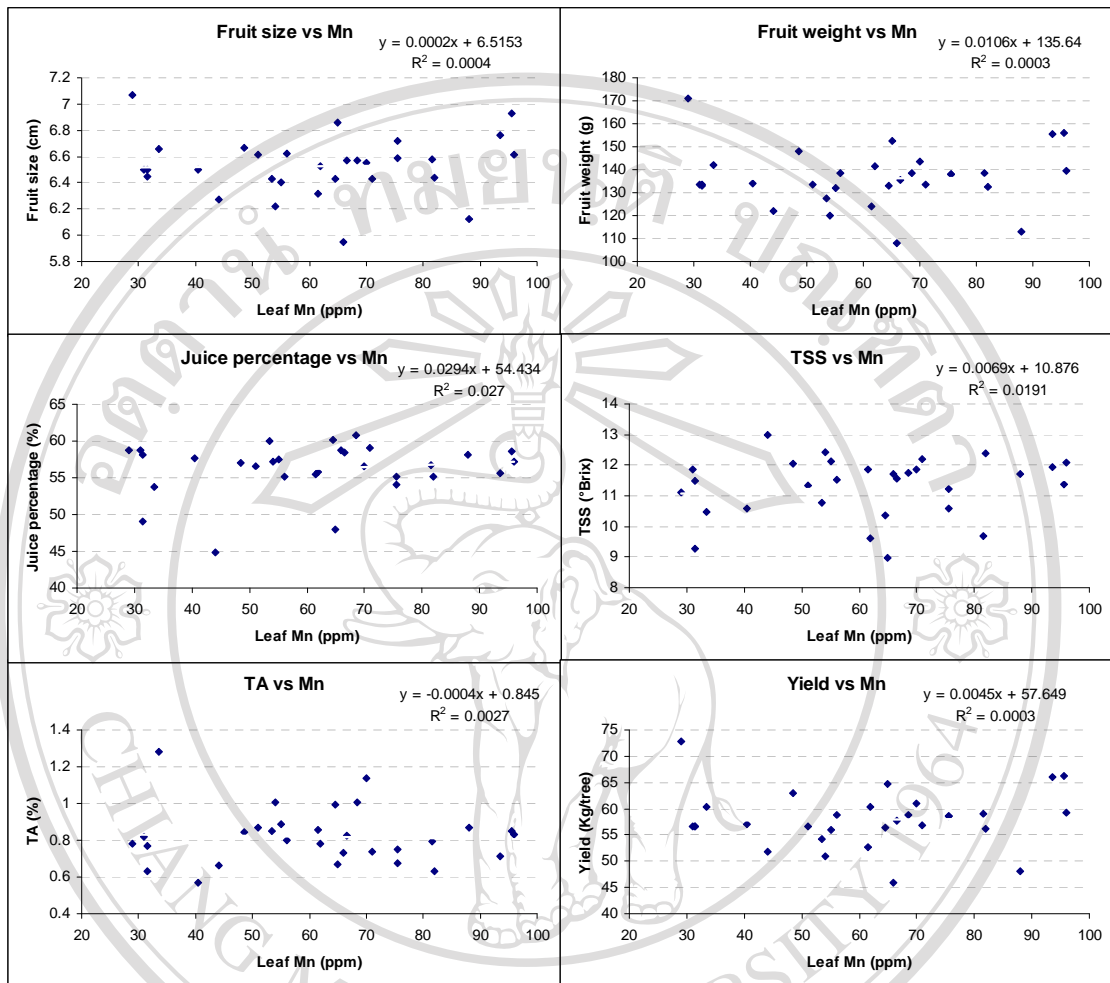 Fruit size vs Mn
y = 0.0002x + 6.5153
R² = 0.0004
Fruit size (cm)
7.2
7
6.8
6.6
6.4
6.2
6
5.8
20 30 40 50 60 70 80 90 100
Leaf Mn (ppm)
Fruit weight vs Mn
y = 0.0106x + 135.64
R² = 0.0003
Fruit weight (g)
180
170
160
150
140
130
120
110
100
20 30 40 50 60 70 80 90 100
Leaf Mn (ppm)
Juice percentage vs Mn
y = 0.0294x + 54.434
R² = 0.027
Juice percentage (%)
65
60
55
50
45
40
20 30 40 50 60 70 80 90 100
Leaf Mn (ppm)
TSS vs Mn
y = 0.0069x + 10.876
R² = 0.0191
TSS (°Brix)
14
13
12
11
10
9
8
20 30 40 50 60 70 80 90 100
Leaf Mn (ppm)
TA vs Mn
y = -0.0004x + 0.845
R² = 0.0027
TA (%)
1.4
1.2
1
0.8
0.6
0.4
20 30 40 50 60 70 80 90 100
Leaf Mn (ppm)
Yield vs Mn
y = 0.0045x + 57.649
R² = 0.0003
Yield (Kg/tree)
75
70
65
60
55
50
45
40
20 30 40 50 60 70 80 90 100
Leaf Mn (ppm)
CHIANG
1964